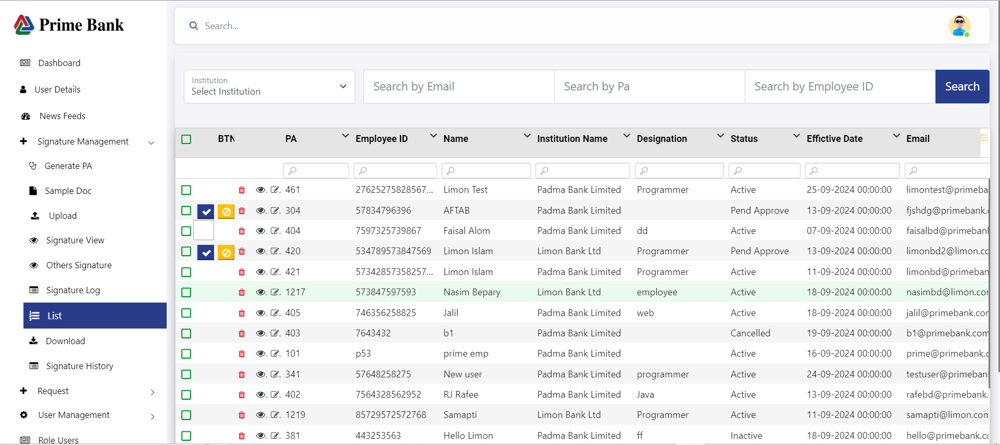 Prime Bank
Search...
Dashboard
User Details
News Feeds
Signature Management
Generate PA
Sample Doc
Upload
Signature View
Others Signature
Signature Log
List
Download
Signature History
Request
User Management
Role Users
Institution
Select Institution
Search by Email Search by Pa Search by Employee ID Search
BTN PA Employee ID Name Institution Name Designation Status Effictive Date Email
461 27625275828567... Limon Test Padma Bank Limited Programmer Active 25-09-2024 00:00:00 limontest@primeba
304 57834796396 AFTAB Padma Bank Limited Pend Approve 13-09-2024 00:00:00 fjshdg@primebank.
404 7597325739867 Faisal Alom Padma Bank Limited dd Active 07-09-2024 00:00:00 faisalbd@primebank
420 534789573847569 Limon Islam Limon Bank Ltd Programmer Pend Approve 13-09-2024 00:00:00 limonbd2@limon.co
421 57342857358257... Limon Islam Padma Bank Limited Programmer Active 11-09-2024 00:00:00 limonbd@primeban
1217 573847597593 Nasim Bepary Limon Bank Ltd employee Active 18-09-2024 00:00:00 nasimbd@limon.com
405 746356258825 Jalil Padma Bank Limited web Active 18-09-2024 00:00:00 jalil@primebank.com
403 7643432 b1 Padma Bank Limited Cancelled 19-09-2024 00:00:00 b1@primebank.com
101 p53 prime emp Padma Bank Limited Active 16-09-2024 00:00:00 prime@primebank.c
341 57648258275 New user Padma Bank Limited programmer Active 24-09-2024 00:00:00 testuser@primeban
402 7564328562952 RJ Rafee Padma Bank Limited Java Active 13-09-2024 00:00:00 rafebd@primebank.
1219 85729572572768 Samapti Limon Bank Ltd Programmer Active 11-09-2024 00:00:00 samapti@limon.com
381 443253563 Hello Limon Padma Bank Limited ff Inactive 18-09-2024 00:00:00 hello@primebank.co